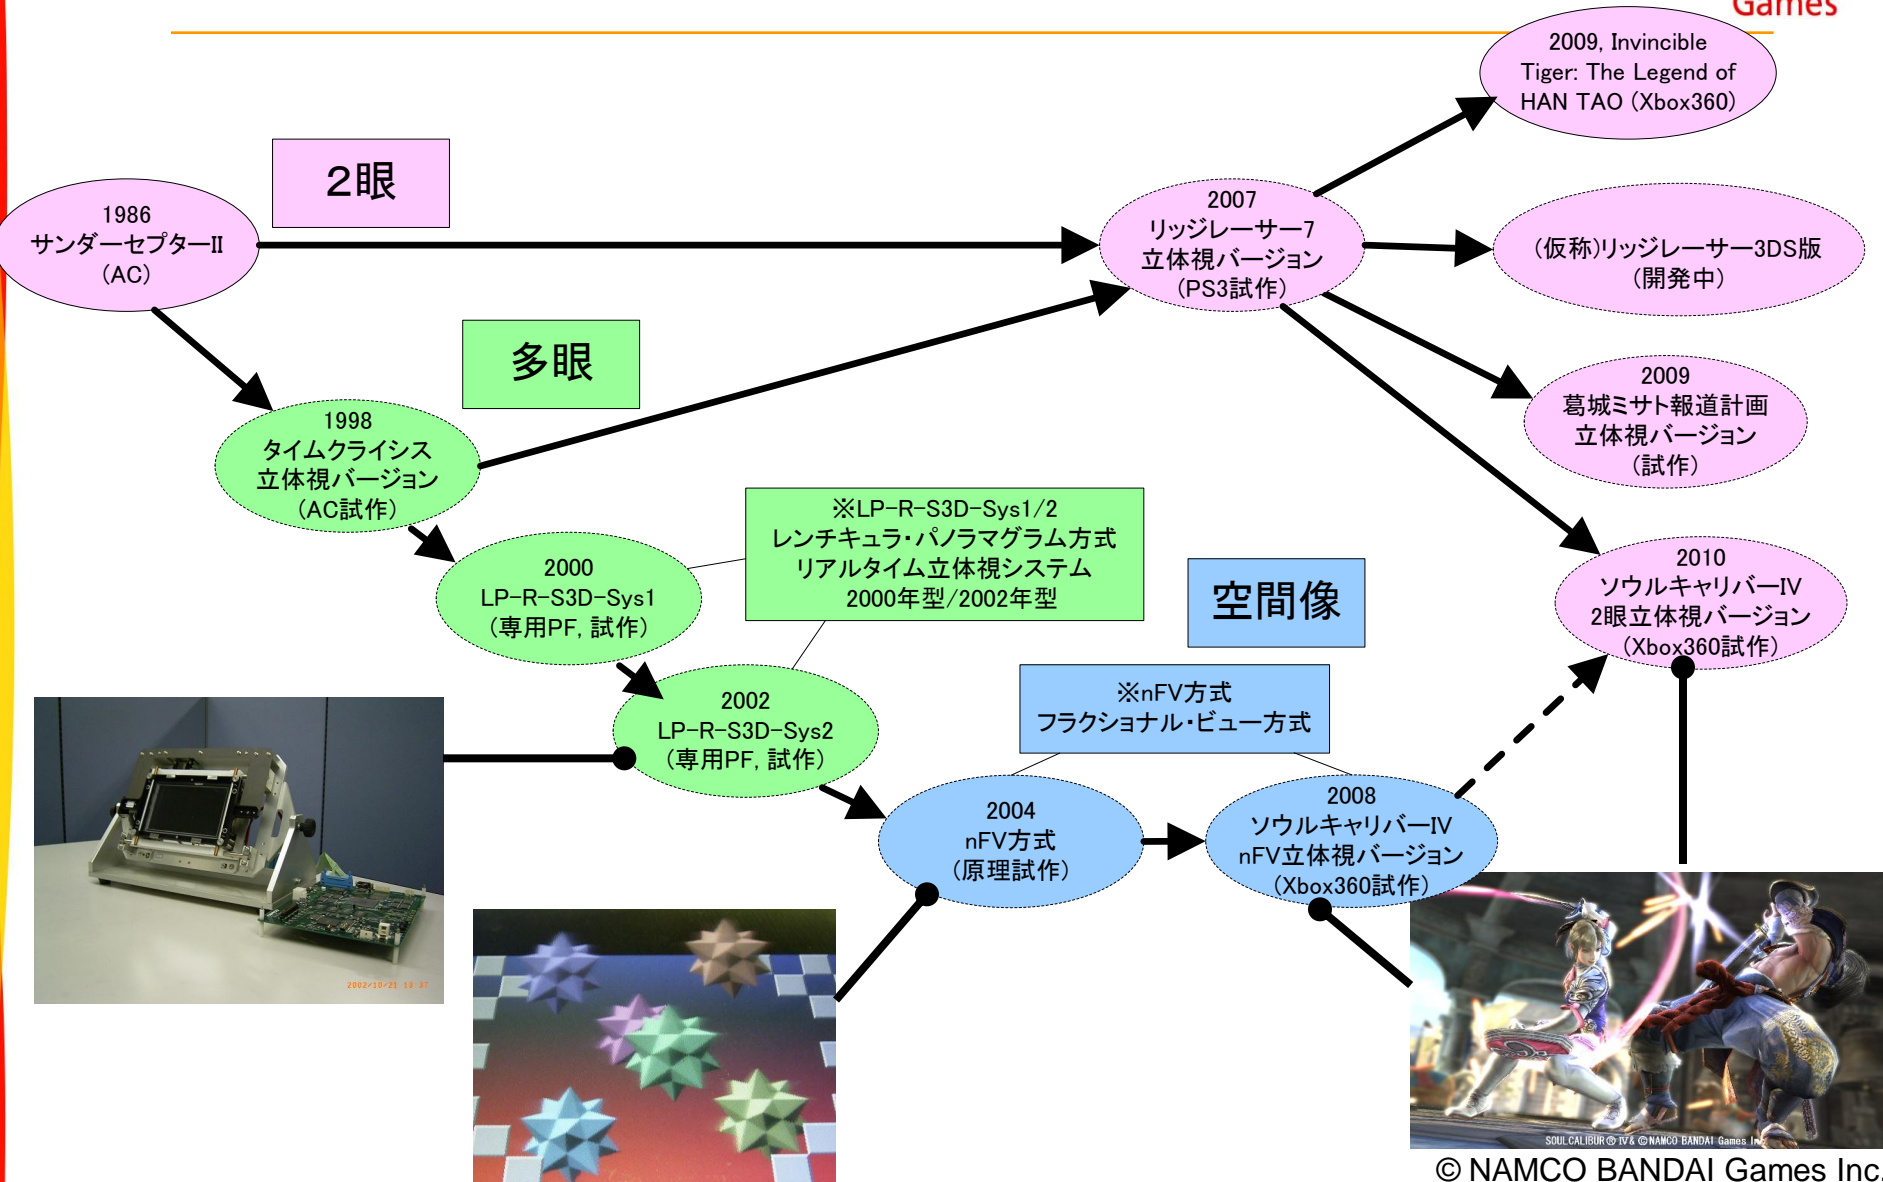 Games
2009, Invincible
Tiger: The Legend of
HAN TAO (Xbox360)
2眼
1986
サンダーセプターII
(AC)
2007
リッジレーサー7
立体視バージョン
(PS3試作)
(仮称)リッジレーサー3DS版
(開発中)
多眼
2009
葛城ミサト報道計画
立体視バージョン
(試作)
1998
タイムクライシス
立体視バージョン
(AC試作)
※LP-R-S3D-Sys1/2
レンチキュラ・パノラマグラム方式
リアルタイム立体視システム
2000年型/2002年型
2000
LP-R-S3D-Sys1
(専用PF, 試作)
空間像
2010
ソウルキャリバーIV
2眼立体視バージョン
(Xbox360試作)
※nFV方式
フラクショナル・ビュー方式
2002
LP-R-S3D-Sys2
(専用PF, 試作)
2004
nFV方式
(原理試作)
2008
ソウルキャリバーIV
nFV立体視バージョン
(Xbox360試作)
2002/10/21 13 37
SOULCALIBUR® IV & ©NAMCO BANDAI Games Inc.
© NAMCO BANDAI Games Inc.